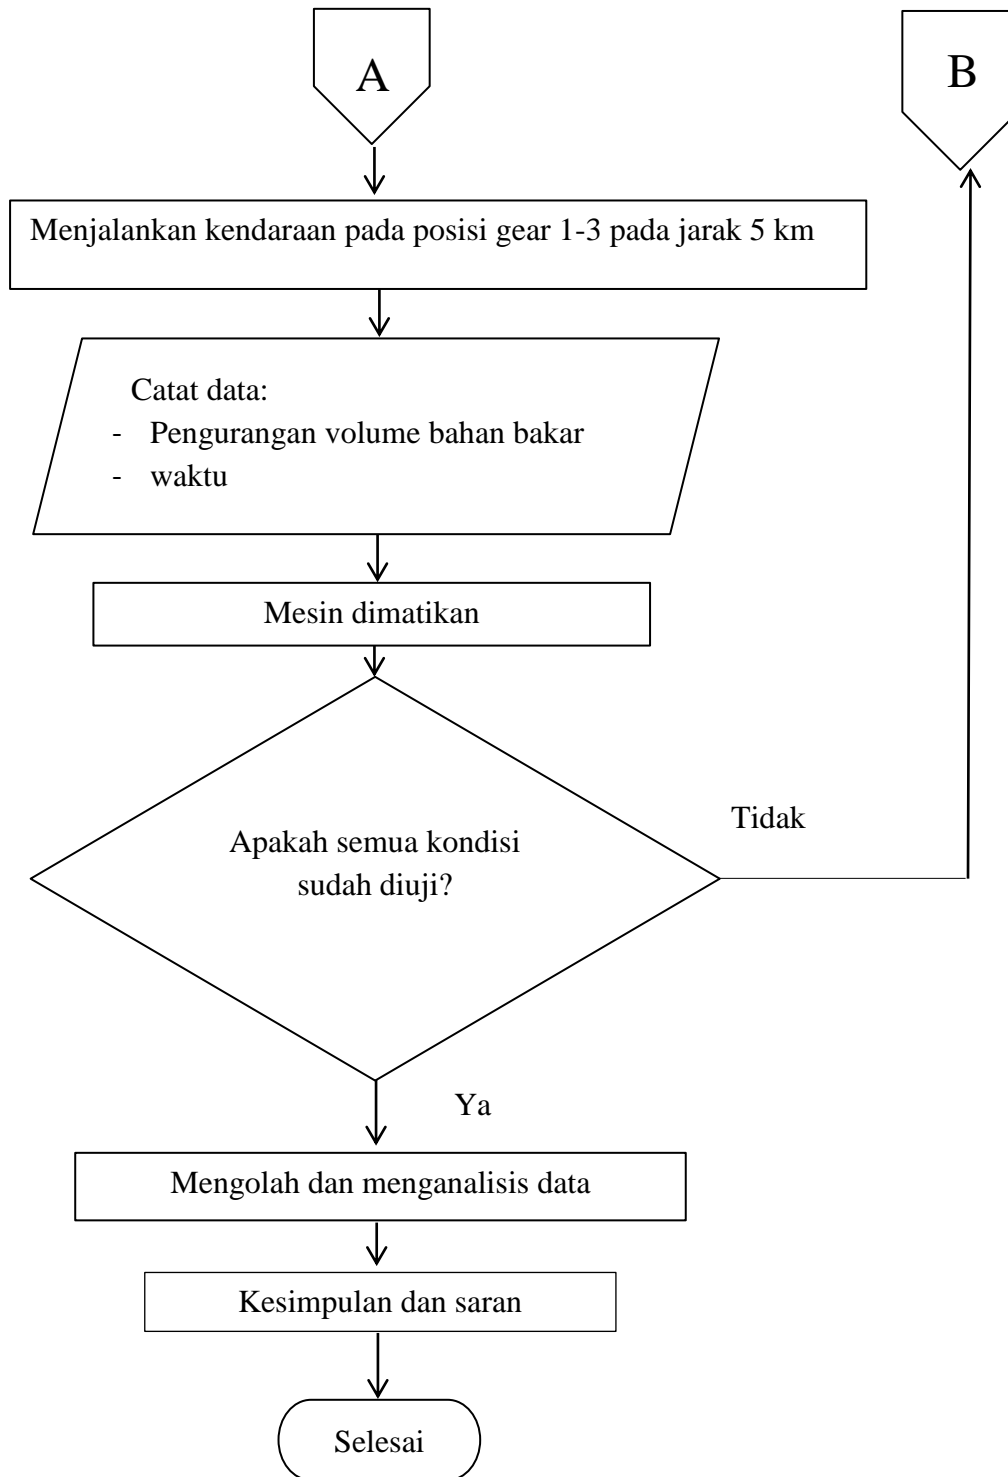 A
B
Menjalankan kendaraan pada posisi gear 1-3 pada jarak 5 km
Catat data:
- Pengurangan volume bahan bakar
- waktu
Mesin dimatikan
Apakah semua kondisi
sudah diuji?
Tidak
Ya
Mengolah dan menganalisis data
Kesimpulan dan saran
Selesai